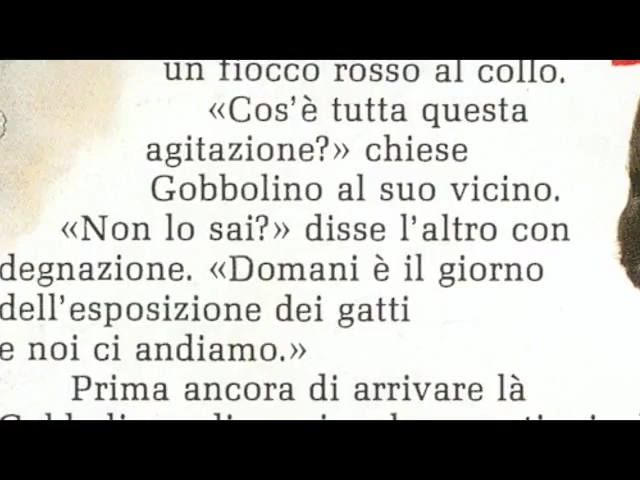 un fiocco rosso al collo.
«Cos’è tutta questa
agitazione?» chiese
Gobbolino al suo vicino.
«Non lo sai?» disse l’altro con
degnazione. «Domani è il giorno
dell’esposizione dei gatti
e noi ci andiamo.»
Prima ancora di arrivare là